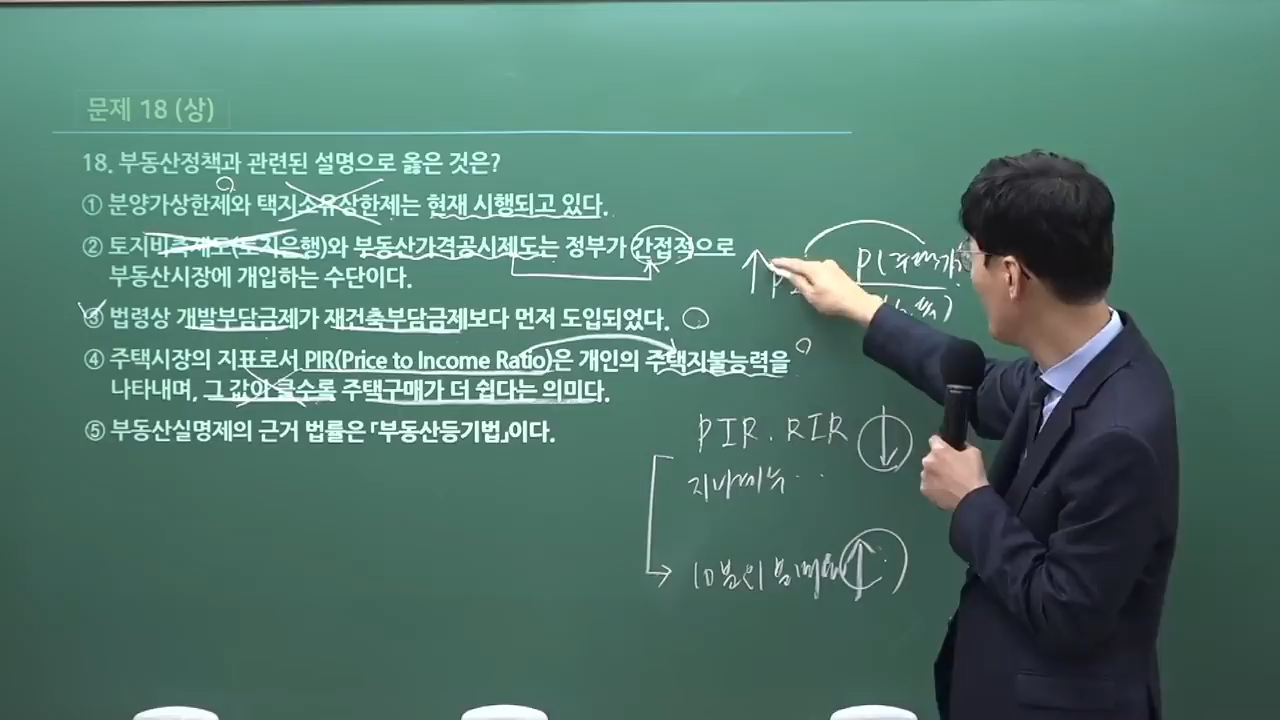 문제 18 (상)
18. 부동산정책과 관련된 설명으로 옳은 것은?
① 분양가상한제와 택지소유상한제는 현재 시행되고 있다.
② 토지비축제도(토지은행)와 부동산가격공시제도는 정부가 간접적으로
부동산시장에 개입하는 수단이다.
③ 법령상 개발부담금제가 재건축부담금제보다 먼저 도입되었다.
④ 주택시장의 지표로서 PIR(Price to Income Ratio)은 개인의 주택지불능력을
나타내며, 그 값이 클수록 주택구매가 더 쉽다는 의미다.
⑤ 부동산실명제의 근거 법률은 「부동산등기법」이다.
↑ P
PIR. RIR ↓
10분위 ↑